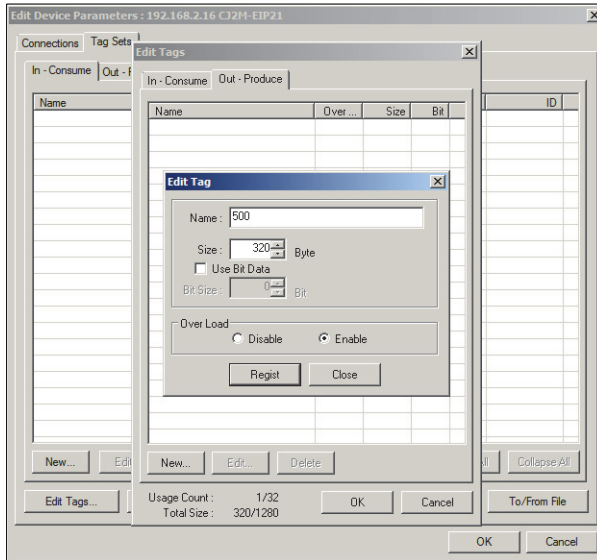 Edit Device Parameters : 192.168.2.16 CJ2M-EIP21
Connections Tag Sets
Edit Tags
In - Consume Out -
In - Consume Out - Produce
Name ID
Name Over ... Size Bit
Edit Tag
Name : 500
Size : 320 Byte
Use Bit Data
Bit Size : 0 Bit
Over Load
Disable Enable
Regist Close
New... Collapse All
New... Edit... Delete
Edit Tags... To/From File
Usage Count : 1/32
Total Size : 320/1280
OK Cancel
OK Cancel